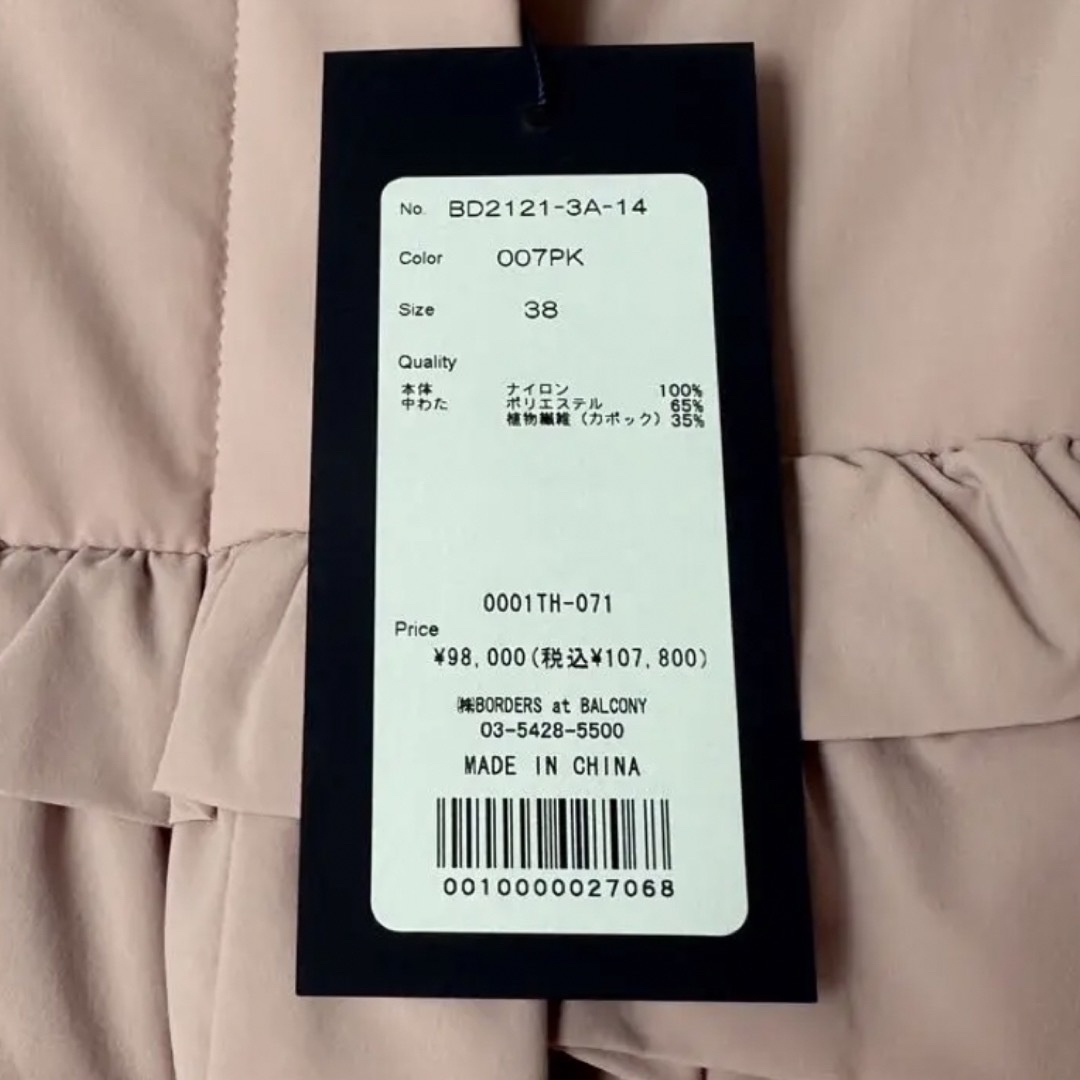 No. BD2121-3A-14
Color 007PK
Size 38
Quality
本体 ナイロン 100%
中わた ポリエステル 65%
植物繊維(カポック) 35%
0001TH-071
Price
¥98,000(税込¥107,800)
㈱BORDERS at BALCONY
03-5428-5500
MADE IN CHINA
0010000027068